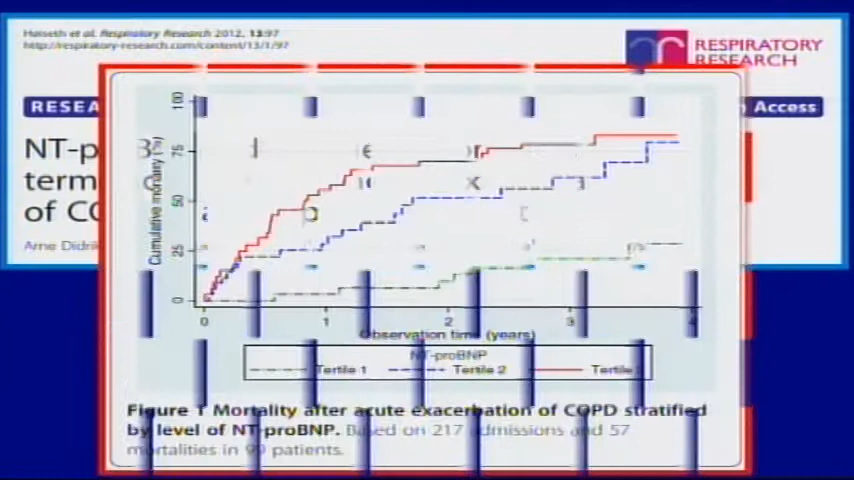 Høiseth et al. Respiratory Research 2012, 13:97
http://respiratory-research.com/content/13/1/97
RESPIRATORY
RESEARCH
Access
NT-p
term
of CO
Arne Didrik
Cumulative mortality (%)
100
75
50
25
0
0 1 2 3 4
Observation time (years)
NT-proBNP
Tertile 1 Tertile 2 Tertile
Figure 1 Mortality after acute exacerbation of COPD stratified
by level of NT-proBNP. Based on 217 admissions and 57
mortalities in 99 patients.